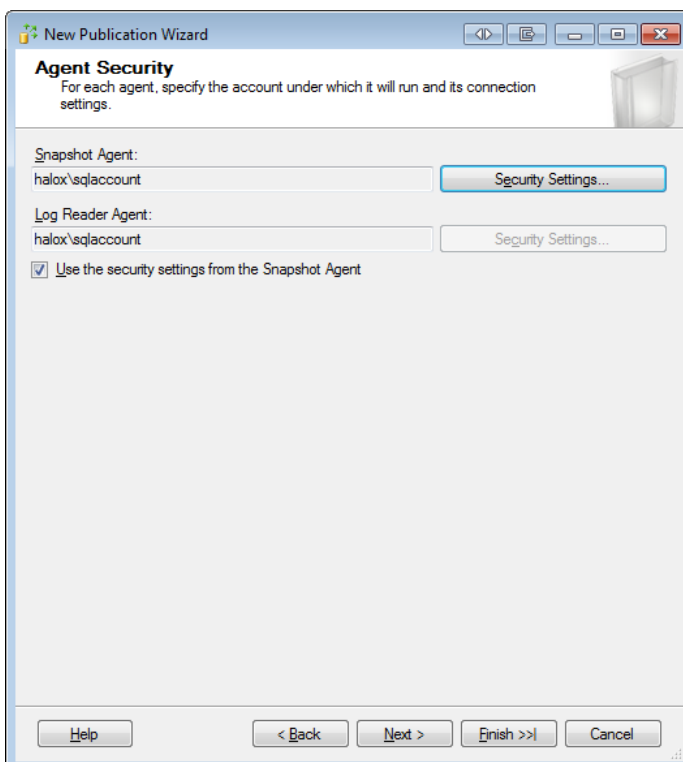 New Publication Wizard
Agent Security
For each agent, specify the account under which it will run and its connection
settings.
Snapshot Agent:
halox\sqlaccount
Security Settings...
Log Reader Agent:
halox\sqlaccount
Security Settings...
Use the security settings from the Snapshot Agent
Help
< Back
Next >
Finish >>|
Cancel